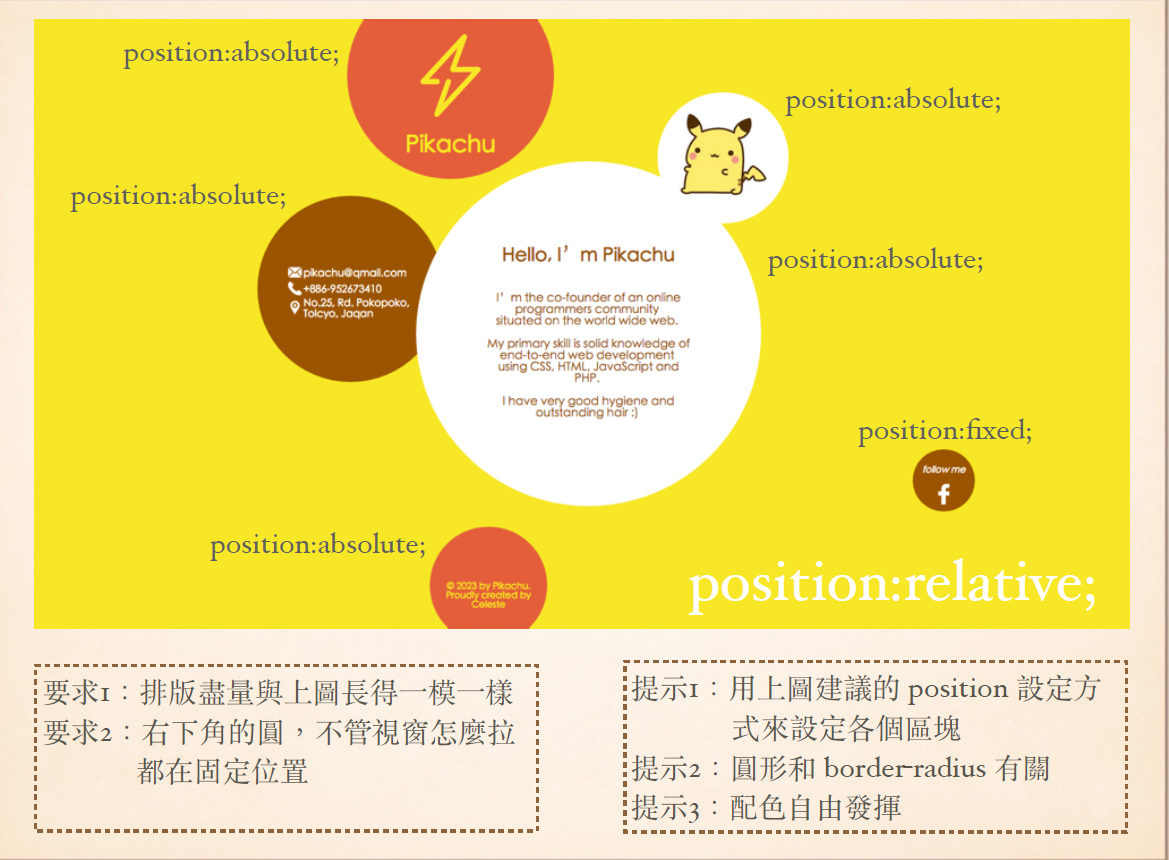 position:absolute;
Pikachu
position:absolute;
position:absolute;
pikachu@qmail.com
+886-952673410
No.25, Rd. Pokopoko,
Tolcyo, Jaqan
Hello, I’m Pikachu
I’m the co-founder of an online
programmers community
situated on the world wide web.
My primary skill is solid knowledge of
end-to-end web development
using CSS, HTML, JavaScript and
PHP.
I have very good hygiene and
outstanding hair :)
position:absolute;
position:fixed;
follow me
f
position:absolute;
© 2023 by Pikachu.
Proudly created by
Celeste
position:relative;
要求1：排版盡量與上圖長得一模一樣
要求2：右下角的圓，不管視窗怎麼拉
都在固定位置
提示1：用上圖建議的 position 設定方
式來設定各個區塊
提示2：圓形和 border-radius 有關
提示3：配色自由發揮